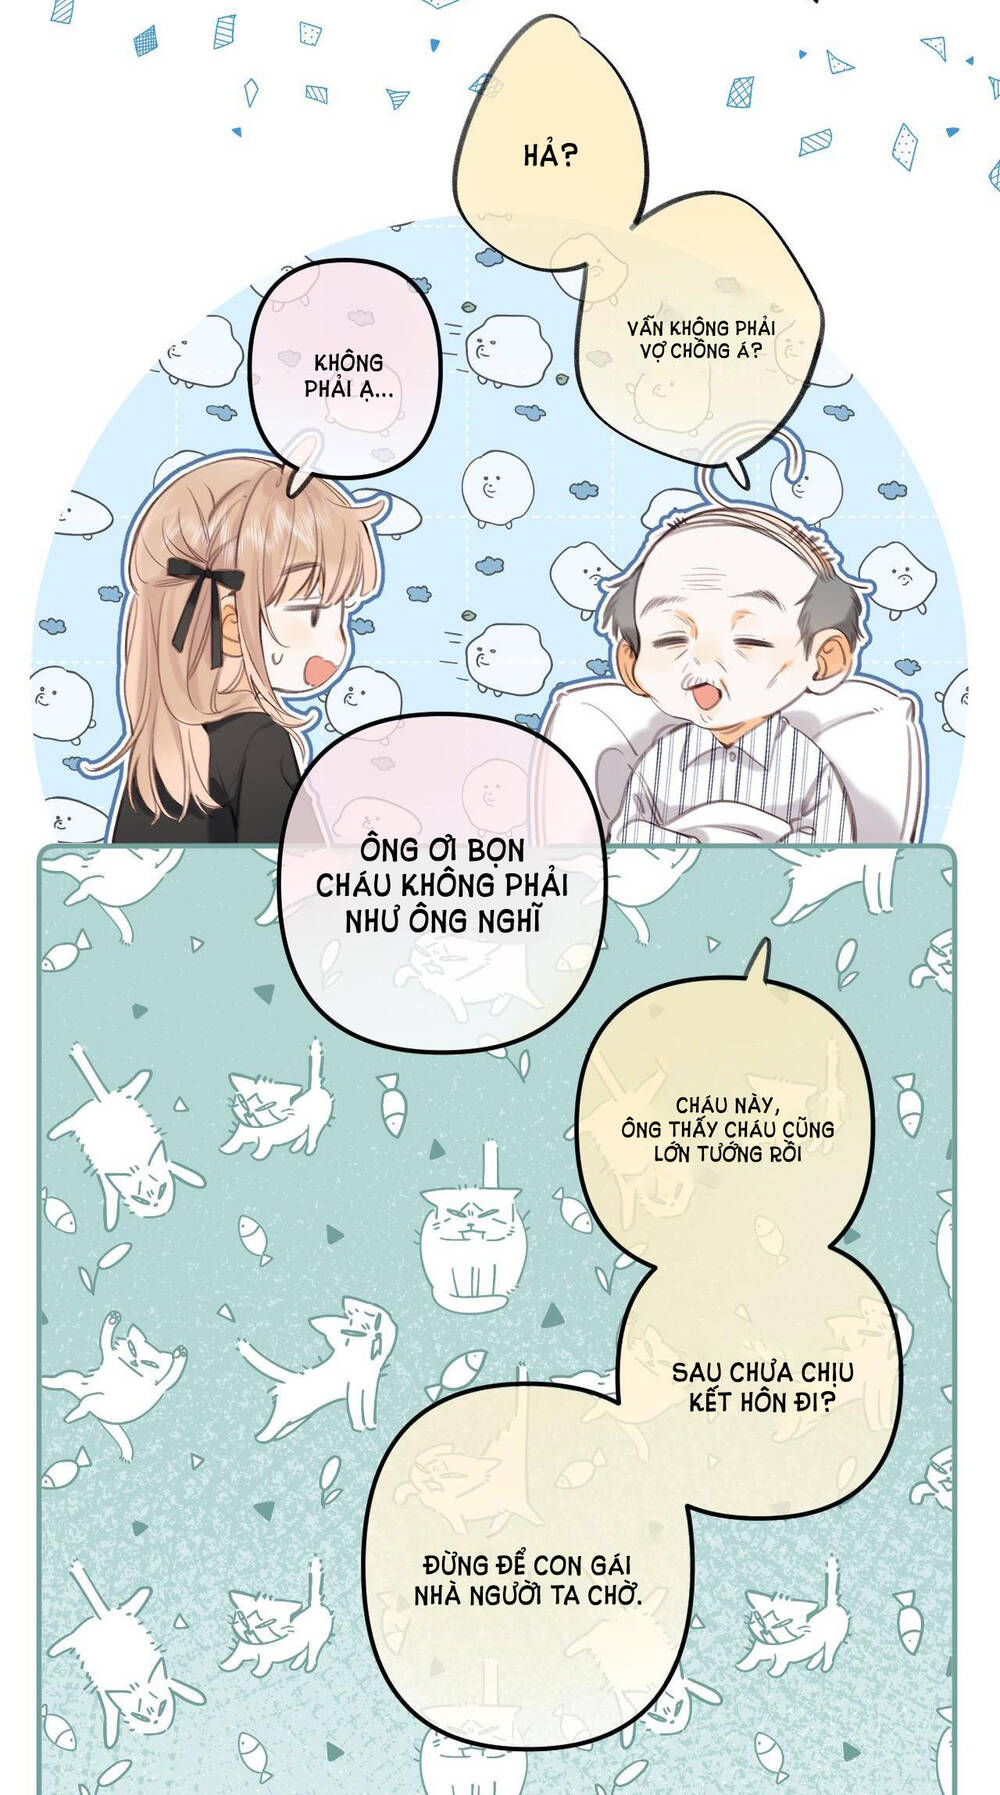 HẢ?
VẪN KHÔNG PHẢI
VỢ CHỒNG Á?
KHÔNG
PHẢI Ạ...
ÔNG ƠI BỌN
CHÁU KHÔNG PHẢI
NHƯ ÔNG NGHĨ
CHÁU NÀY,
ÔNG THẤY CHÁU CŨNG
LỚN TƯỚNG RỒI
SAU CHƯA CHỊU
KẾT HÔN ĐI?
ĐỪNG ĐỂ CON GÁI
NHÀ NGƯỜI TA CHỜ.